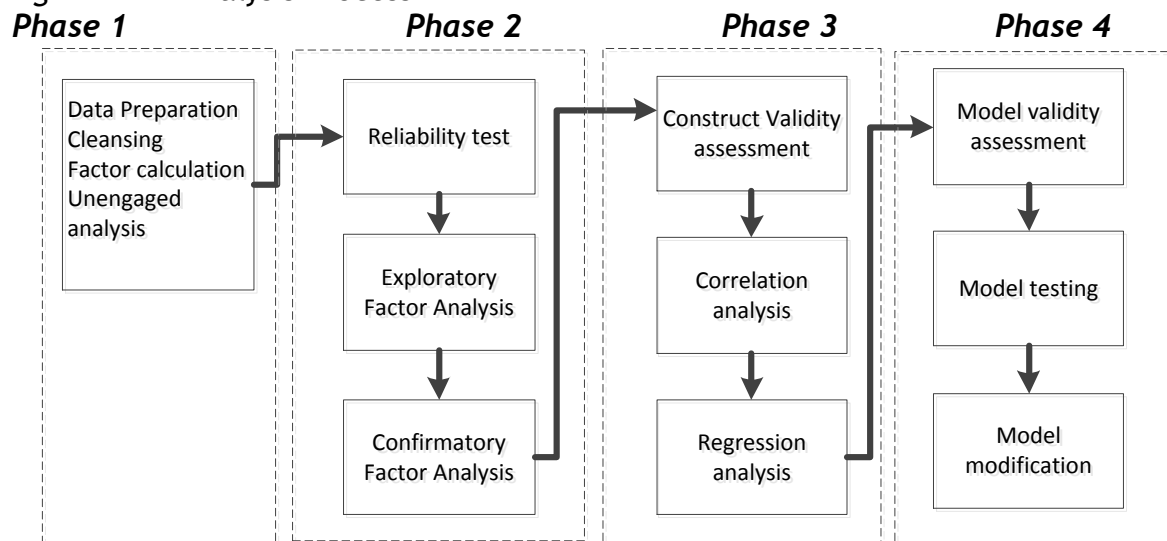 Phase 1
Phase 2
Phase 3
Phase 4
Data Preparation
Cleansing
Factor calculation
Unengaged
analysis
Reliability test
Exploratory
Factor Analysis
Confirmatory
Factor Analysis
Construct Validity
assessment
Correlation
analysis
Regression
analysis
Model validity
assessment
Model testing
Model
modification